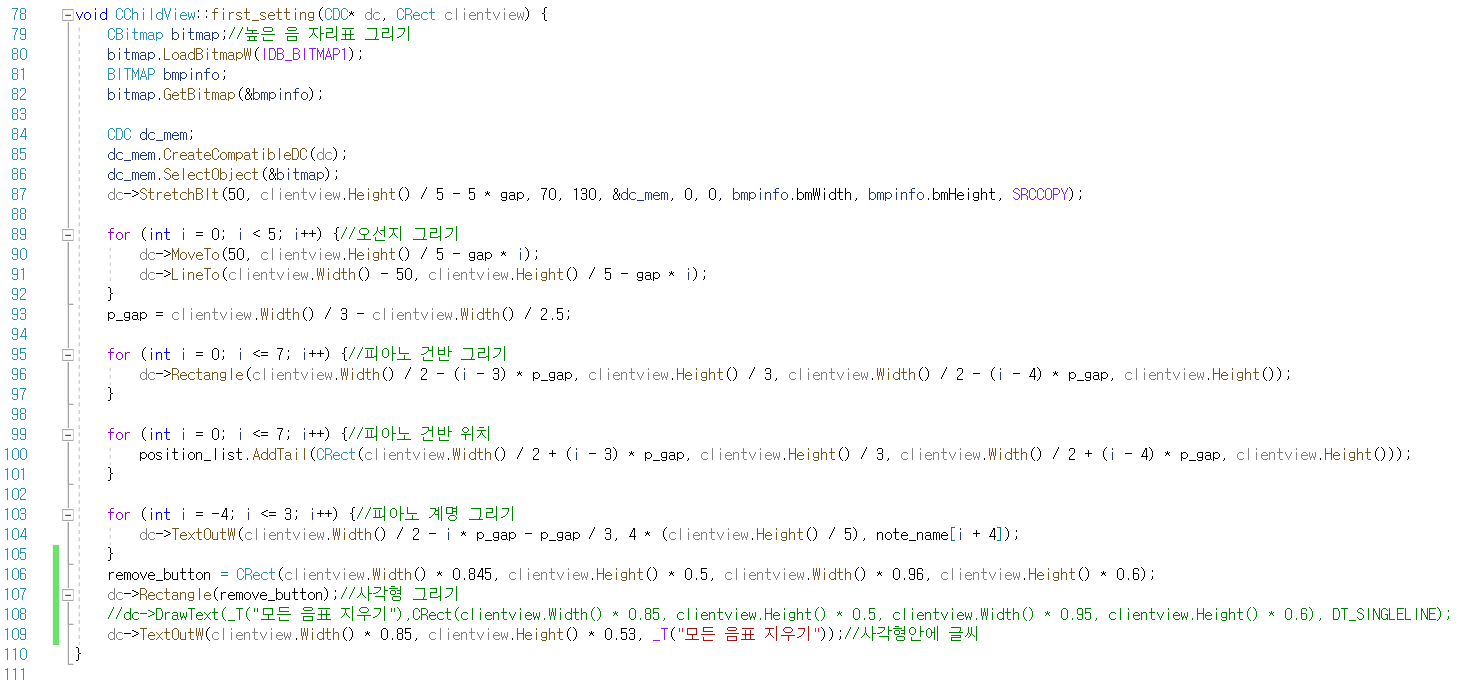 78 void CChildView::first_setting(CDC* dc, CRect clientview) {
79 CBitmap bitmap;//높은 음 자리표 그리기
80 bitmap.LoadBitmapW(IDB_BITMAP1);
81 BITMAP bmpinfo;
82 bitmap.GetBitmap(&bmpinfo);
83
84 CDC dc_mem;
85 dc_mem.CreateCompatibleDC(dc);
86 dc_mem.SelectObject(&bitmap);
87 dc->StretchBlt(50, clientview.Height() / 5 - 5 * gap, 70, 130, &dc_mem, 0, 0, bmpinfo.bmWidth, bmpinfo.bmHeight, SRCCOPY);
88
89 for (int i = 0; i < 5; i++) {//오선지 그리기
90 dc->MoveTo(50, clientview.Height() / 5 - gap * i);
91 dc->LineTo(clientview.Width() - 50, clientview.Height() / 5 - gap * i);
92 }
93 p_gap = clientview.Width() / 3 - clientview.Width() / 2.5;
94
95 for (int i = 0; i <= 7; i++) {//피아노 건반 그리기
96 dc->Rectangle(clientview.Width() / 2 - (i - 3) * p_gap, clientview.Height() / 3, clientview.Width() / 2 - (i - 4) * p_gap, clientview.Height());
97 }
98
99 for (int i = 0; i <= 7; i++) {//피아노 건반 위치
100 position_list.AddTail(CRect(clientview.Width() / 2 + (i - 3) * p_gap, clientview.Height() / 3, clientview.Width() / 2 + (i - 4) * p_gap, clientview.Height()));
101 }
102
103 for (int i = -4; i <= 3; i++) {//피아노 계명 그리기
104 dc->TextOutW(clientview.Width() / 2 - i * p_gap - p_gap / 3, 4 * (clientview.Height() / 5), note_name[i + 4]);
105 }
106 remove_button = CRect(clientview.Width() * 0.845, clientview.Height() * 0.5, clientview.Width() * 0.96, clientview.Height() * 0.6);
107 dc->Rectangle(remove_button);//사각형 그리기
108 //dc->DrawText(_T("모든 음표 지우기"),CRect(clientview.Width() * 0.85, clientview.Height() * 0.5, clientview.Width() * 0.95, clientview.Height() * 0.6), DT_SINGLELINE);
109 dc->TextOutW(clientview.Width() * 0.85, clientview.Height() * 0.53, _T("모든 음표 지우기"));//사각형안에 글씨
110 }
111